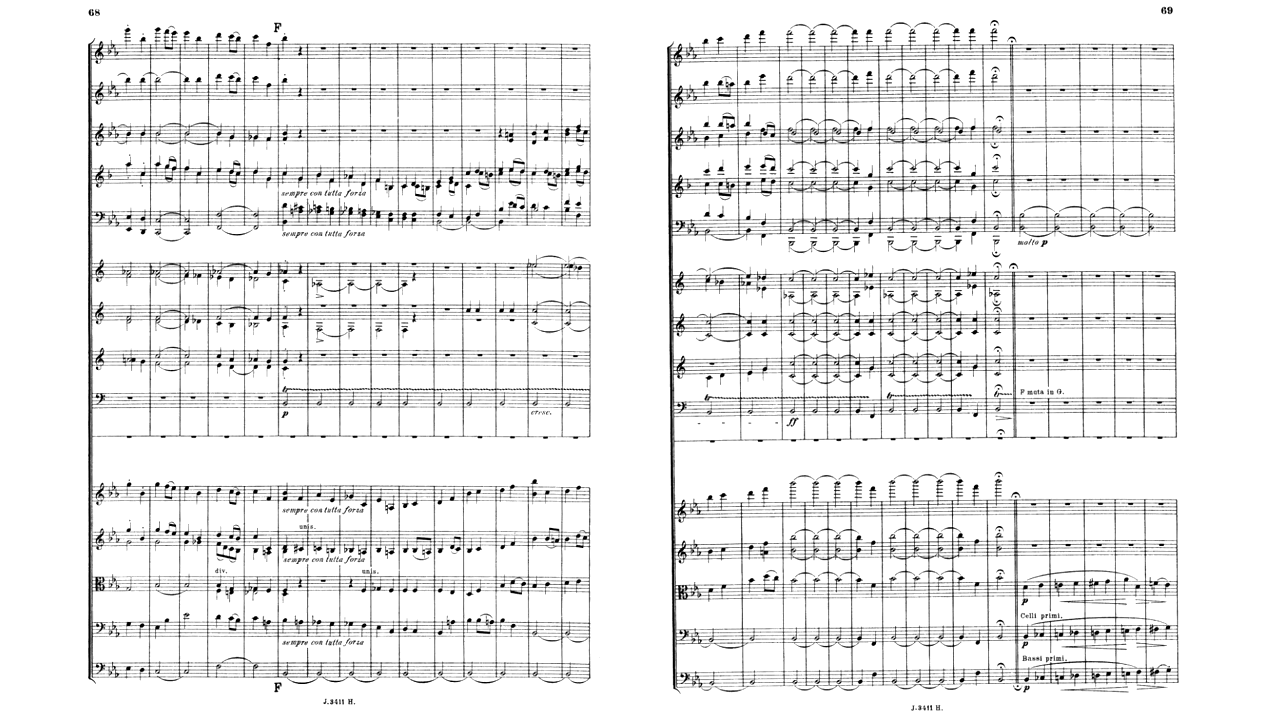 68
F
sempre con tutta forza
sempre con tutta forza
p
cresc.
sempre con tutta forza
unis.
sempre con tutta forza
div.
unis.
sempre con tutta forza
F
J. 3411 H.
69
molto p
F muta in G.
ff
p
Celli primi.
p
Bassi primi.
p
J. 3411 H.